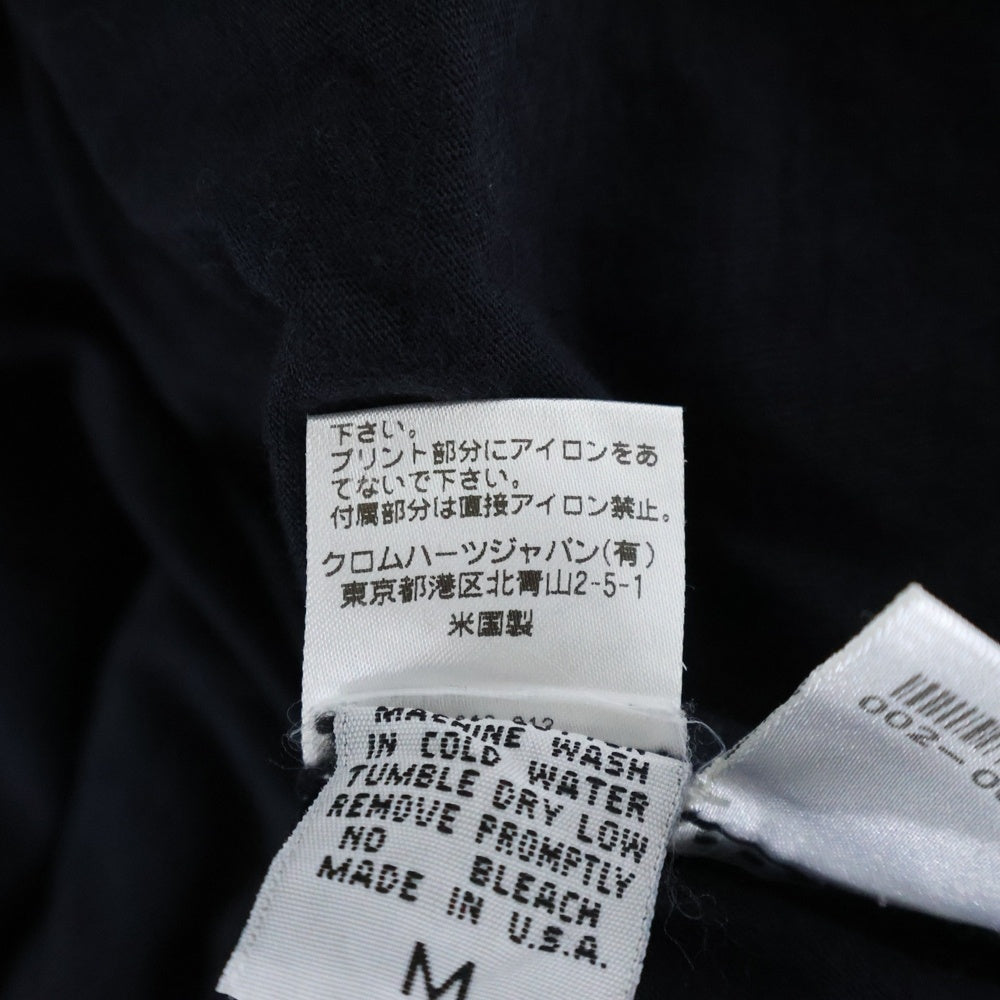 下さい。
プリント部分にアイロンをあ
てないで下さい。
付属部分は直接アイロン禁止。
クロムハーツジャパン(有)
東京都港区北青山2-5-1
米国製
MACHINE WASH
IN COLD WATER
TUMBLE DRY LOW
REMOVE PROMPTLY
NO BLEACH
MADE IN U.S.A.
M
002-0